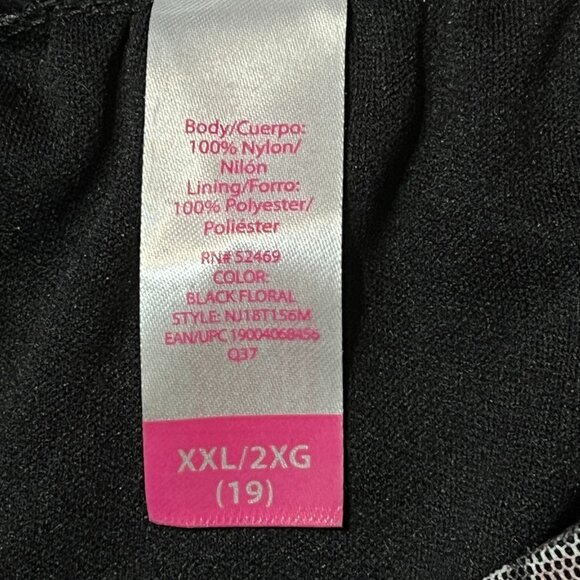 Body/Cuerpo:
100% Nylon/
Nilón
Lining/Forro:
100% Polyester/
Poliéster
RN# 52469
COLOR:
BLACK FLORAL
STYLE: NJ18T156M
EAN/UPC 19004068456
Q37
XXL/2XG
(19)